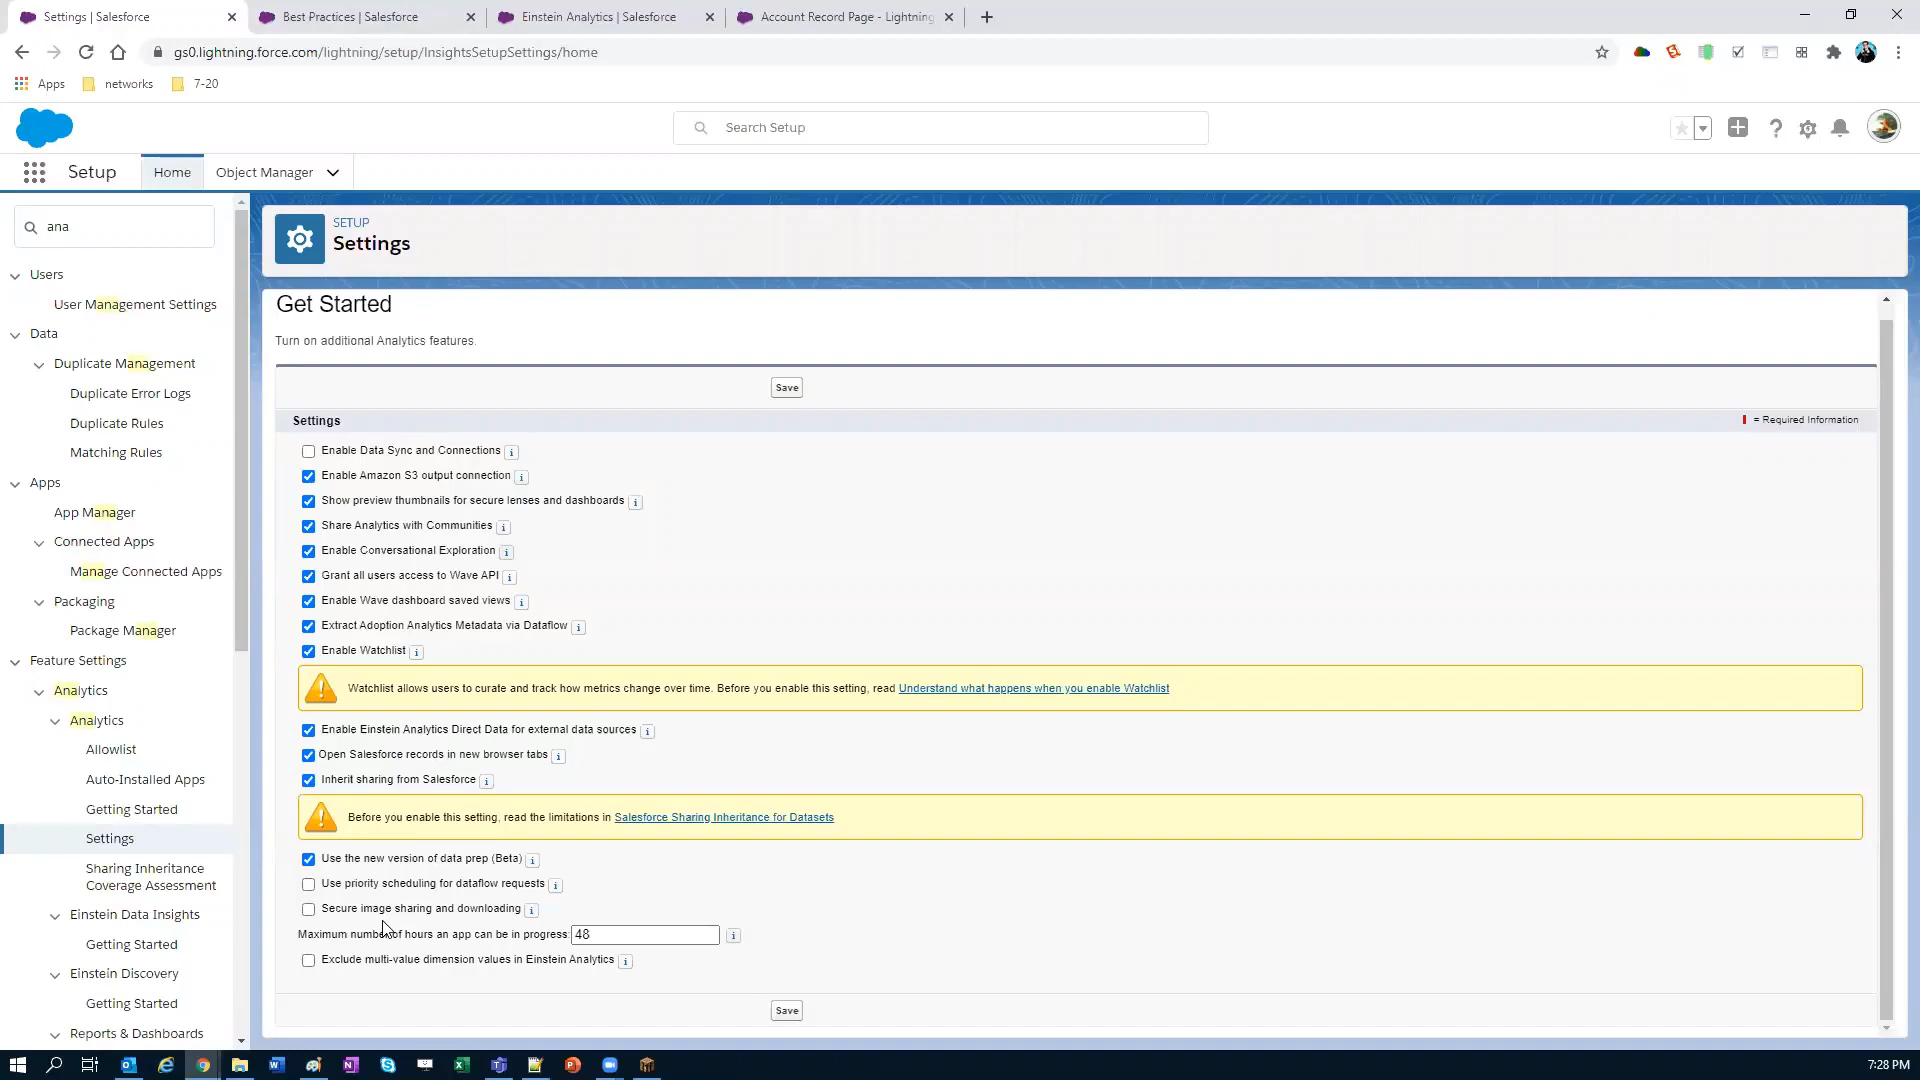 Settings | Salesforce
Best Practices | Salesforce
Einstein Analytics | Salesforce
Account Record Page - Lightning
gs0.lightning.force.com/lightning/setup/InsightsSetupSettings/home
Apps
networks
7-20
Search Setup
Setup
Home
Object Manager
ana
Users
User Management Settings
Data
Duplicate Management
Duplicate Error Logs
Duplicate Rules
Matching Rules
Apps
App Manager
Connected Apps
Manage Connected Apps
Packaging
Package Manager
Feature Settings
Analytics
Analytics
Allowlist
Auto-Installed Apps
Getting Started
Settings
Sharing Inheritance
Coverage Assessment
Einstein Data Insights
Getting Started
Einstein Discovery
Getting Started
Reports & Dashboards
SETUP
Settings
Get Started
Turn on additional Analytics features.
Save
Settings
= Required Information
Enable Data Sync and Connections
Enable Amazon S3 output connection
Show preview thumbnails for secure lenses and dashboards
Share Analytics with Communities
Enable Conversational Exploration
Grant all users access to Wave API
Enable Wave dashboard saved views
Extract Adoption Analytics Metadata via Dataflow
Enable Watchlist
Watchlist allows users to curate and track how metrics change over time. Before you enable this setting, read Understand what happens when you enable Watchlist
Enable Einstein Analytics Direct Data for external data sources
Open Salesforce records in new browser tabs
Inherit sharing from Salesforce
Before you enable this setting, read the limitations in Salesforce Sharing Inheritance for Datasets
Use the new version of data prep (Beta)
Use priority scheduling for dataflow requests
Secure image sharing and downloading
Maximum number of hours an app can be in progress: 48
Exclude multi-value dimension values in Einstein Analytics
Save
7:28 PM